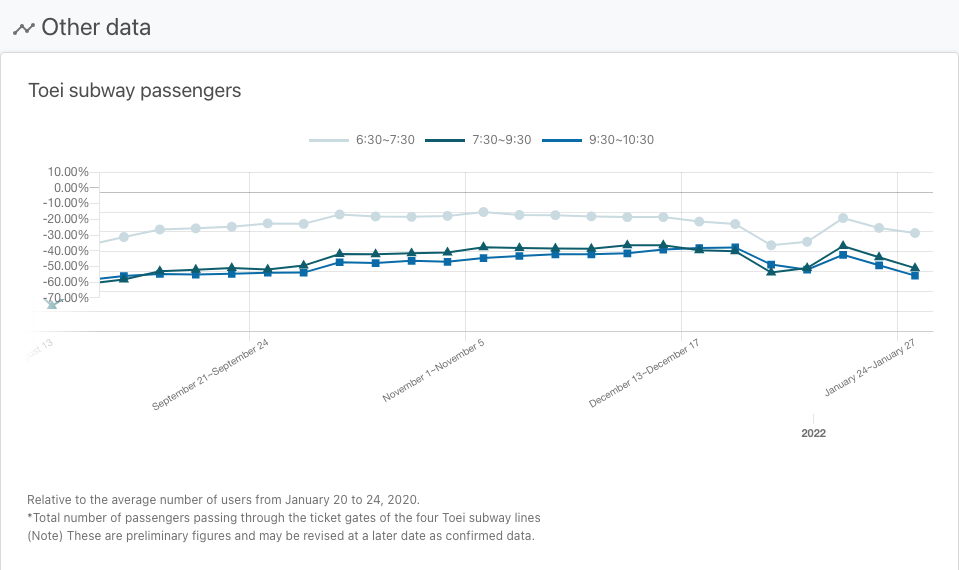 Other data
Toei subway passengers
6:30~7:30 7:30~9:30 9:30~10:30
10.00%
0.00%
-10.00%
-20.00%
-30.00%
-40.00%
-50.00%
-60.00%
-70.00%
13
September 21~September 24
November 1~November 5
December 13~December 17
January 24~January 27
2022
Relative to the average number of users from January 20 to 24, 2020.
*Total number of passengers passing through the ticket gates of the four Toei subway lines
(Note) These are preliminary figures and may be revised at a later date as confirmed data.